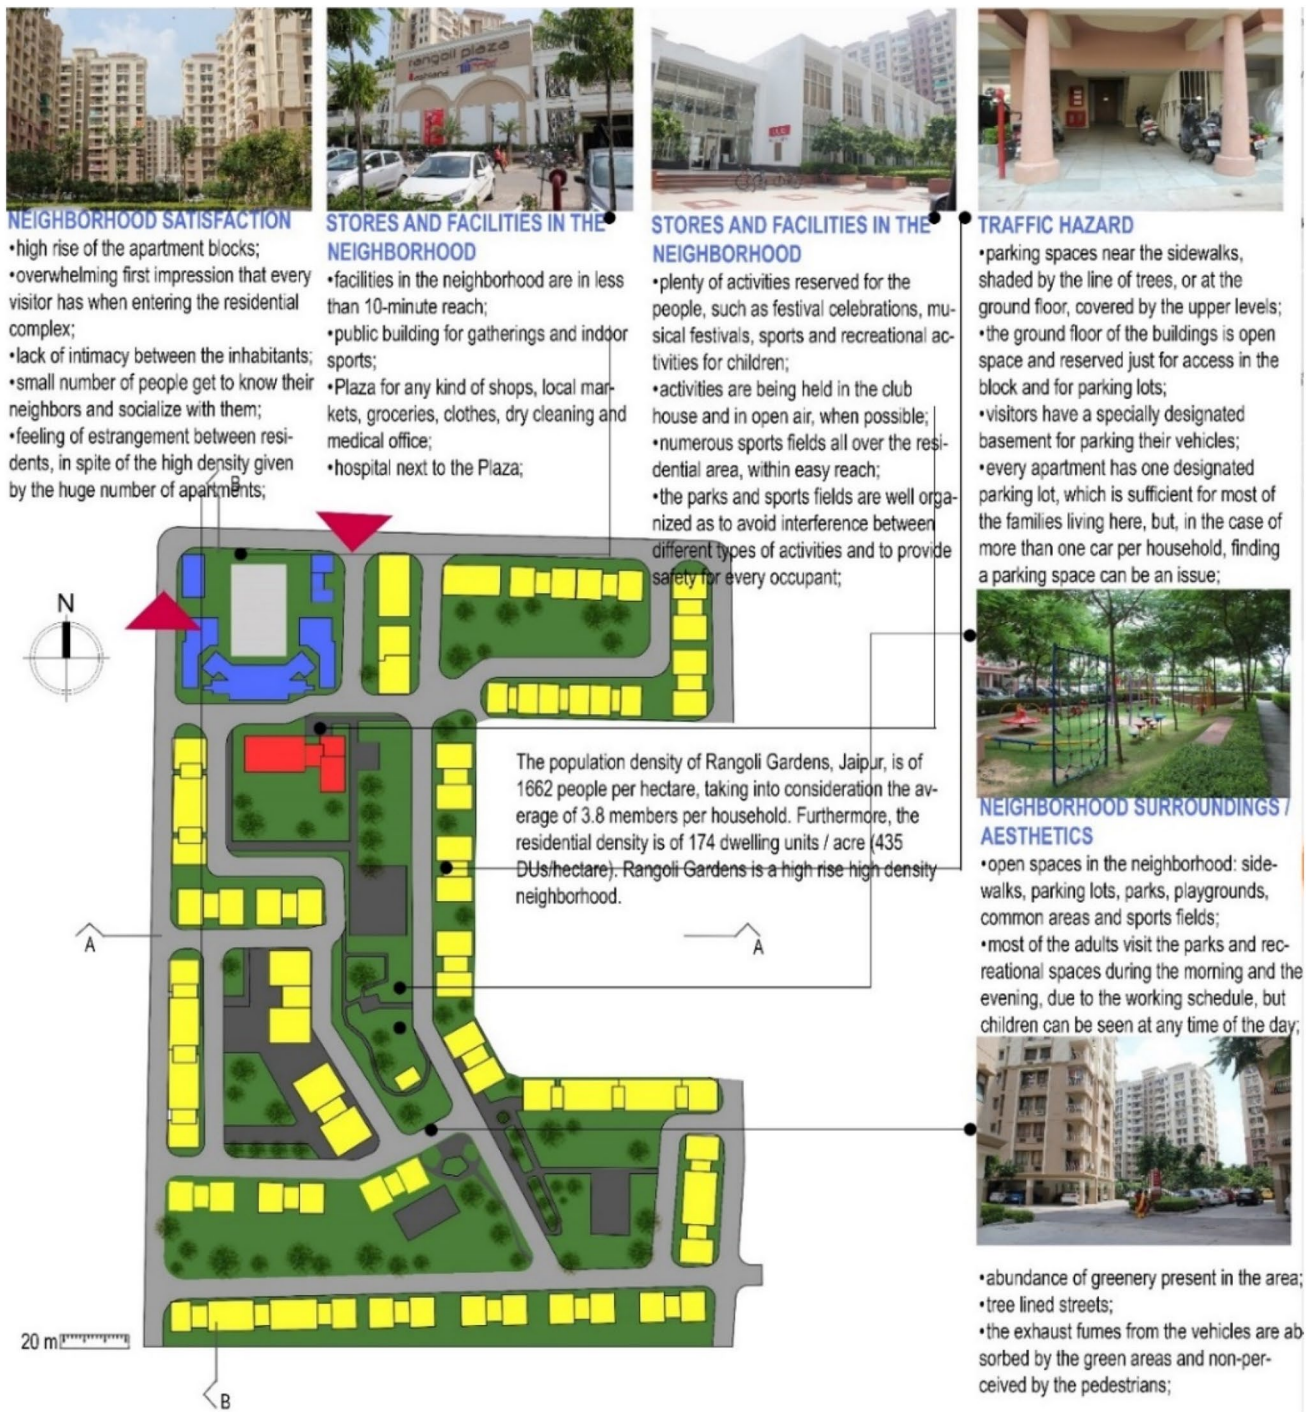 rangoli plaza
NEIGHBORHOOD SATISFACTION
•high rise of the apartment blocks;
•overwhelming first impression that every
visitor has when entering the residential
complex;
•lack of intimacy between the inhabitants;
•small number of people get to know their
neighbors and socialize with them;
•feeling of estrangement between resi-
dents, in spite of the high density given
by the huge number of apartments;
STORES AND FACILITIES IN THE
NEIGHBORHOOD
•facilities in the neighborhood are in less
than 10-minute reach;
•public building for gatherings and indoor
sports;
•Plaza for any kind of shops, local mar-
kets, groceries, clothes, dry cleaning and
medical office;
•hospital next to the Plaza;
STORES AND FACILITIES IN THE
NEIGHBORHOOD
•plenty of activities reserved for the
people, such as festival celebrations, mu-
sical festivals, sports and recreational ac-
tivities for children;
•activities are being held in the club
house and in open air, when possible;
•numerous sports fields all over the resi-
dential area, within easy reach;
•the parks and sports fields are well orga-
nized as to avoid interference between
different types of activities and to provide
safety for every occupant;
TRAFFIC HAZARD
•parking spaces near the sidewalks,
shaded by the line of trees, or at the
ground floor, covered by the upper levels;
•the ground floor of the buildings is open
space and reserved just for access in the
block and for parking lots;
•visitors have a specially designated
basement for parking their vehicles;
•every apartment has one designated
parking lot, which is sufficient for most of
the families living here, but, in the case of
more than one car per household, finding
a parking space can be an issue;
B
N
The population density of Rangoli Gardens, Jaipur, is of
1662 people per hectare, taking into consideration the av-
erage of 3.8 members per household. Furthermore, the
residential density is of 174 dwelling units / acre (435
DUs/hectare). Rangoli Gardens is a high rise high density
neighborhood.
A
A
NEIGHBORHOOD SURROUNDINGS /
AESTHETICS
•open spaces in the neighborhood: side-
walks, parking lots, parks, playgrounds,
common areas and sports fields;
•most of the adults visit the parks and rec-
reational spaces during the morning and the
evening, due to the working schedule, but
children can be seen at any time of the day;
•abundance of greenery present in the area;
•tree lined streets;
•the exhaust fumes from the vehicles are ab-
sorbed by the green areas and non-per-
ceived by the pedestrians;
20 m
B